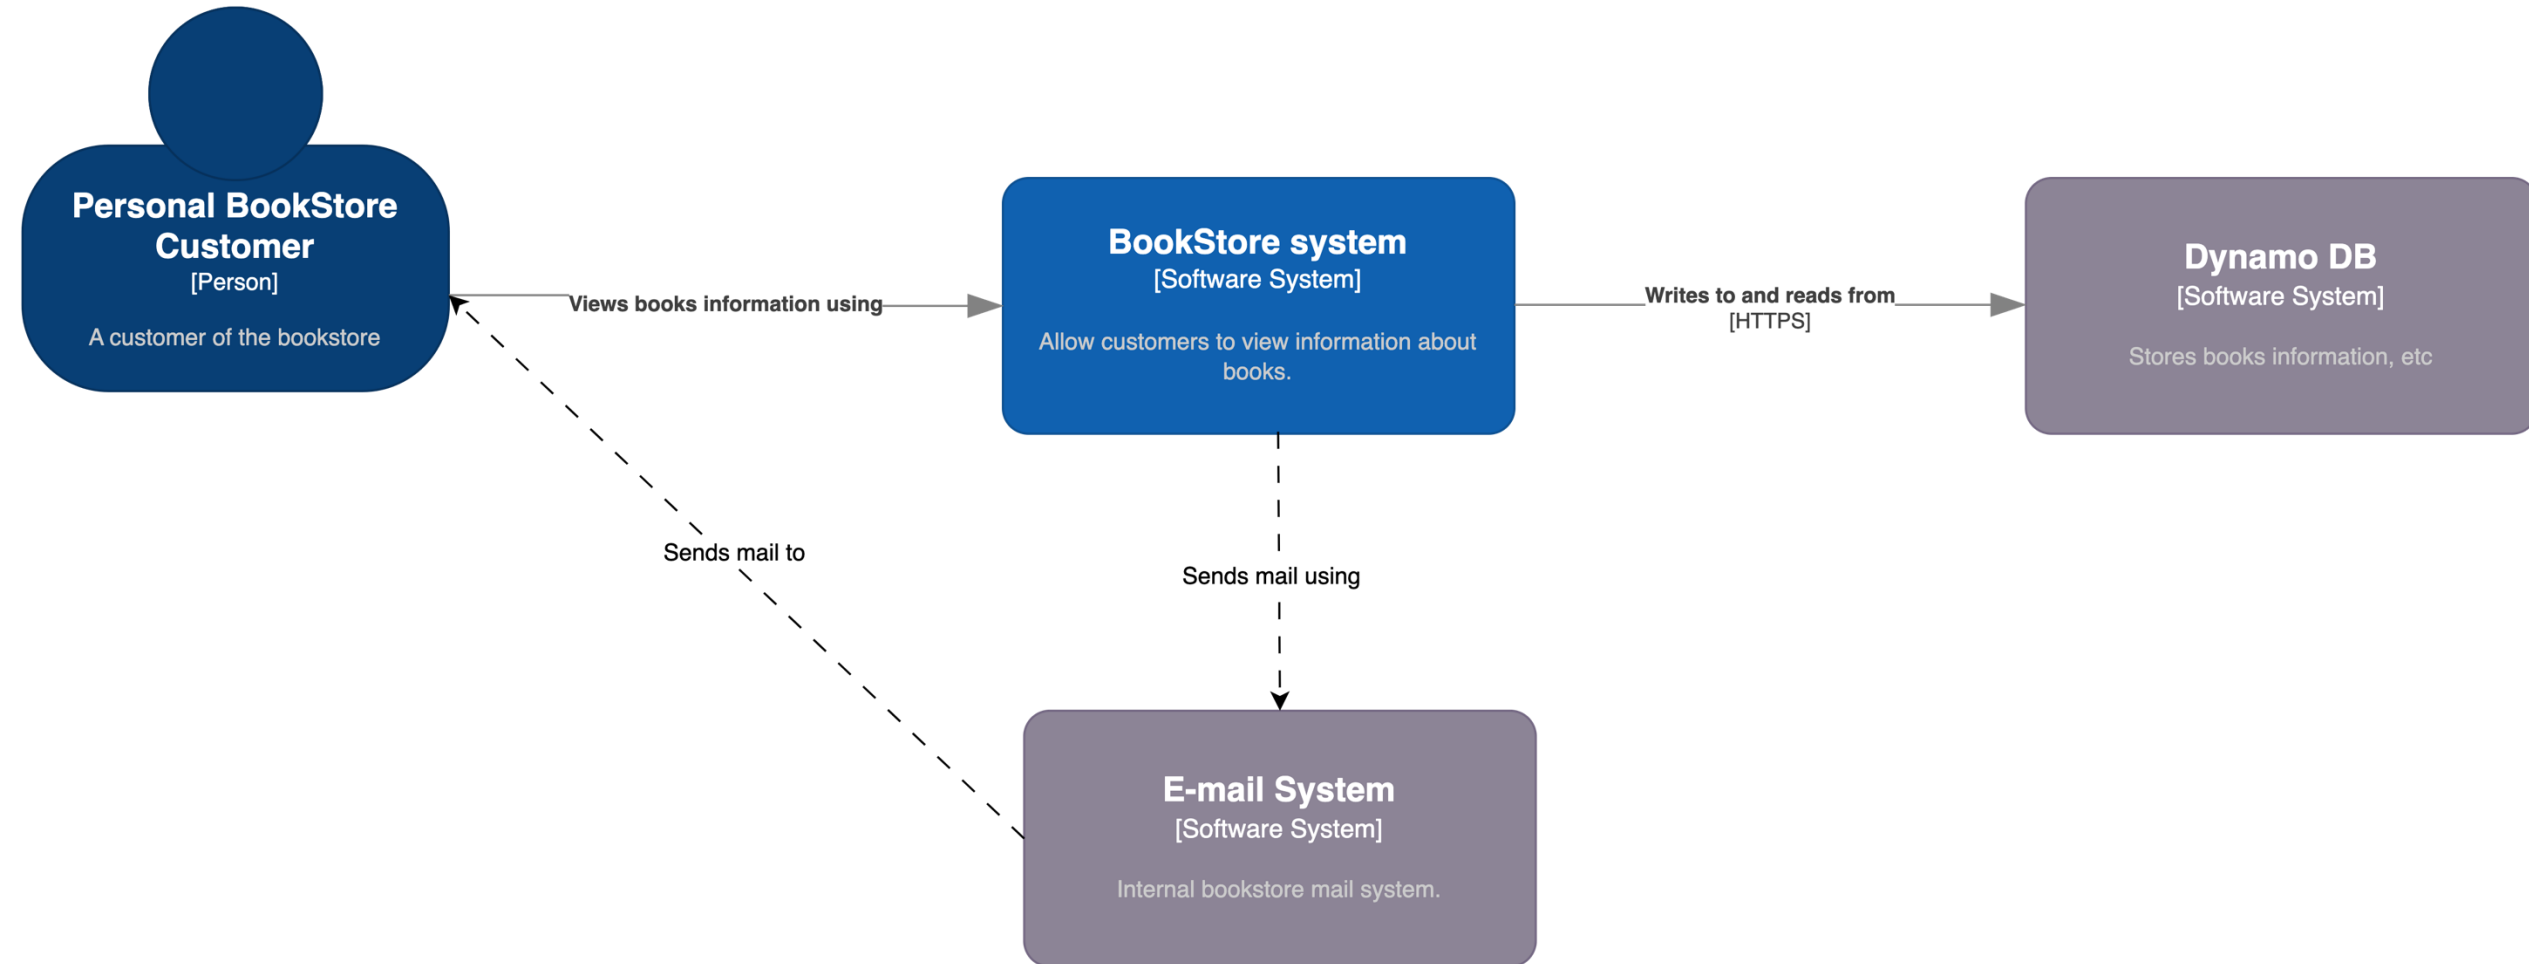 Personal BookStore
Customer
[Person]
A customer of the bookstore
Views books information using
BookStore system
[Software System]
Allow customers to view information about
books.
Writes to and reads from
[HTTPS]
Dynamo DB
[Software System]
Stores books information, etc
Sends mail to
Sends mail using
E-mail System
[Software System]
Internal bookstore mail system.